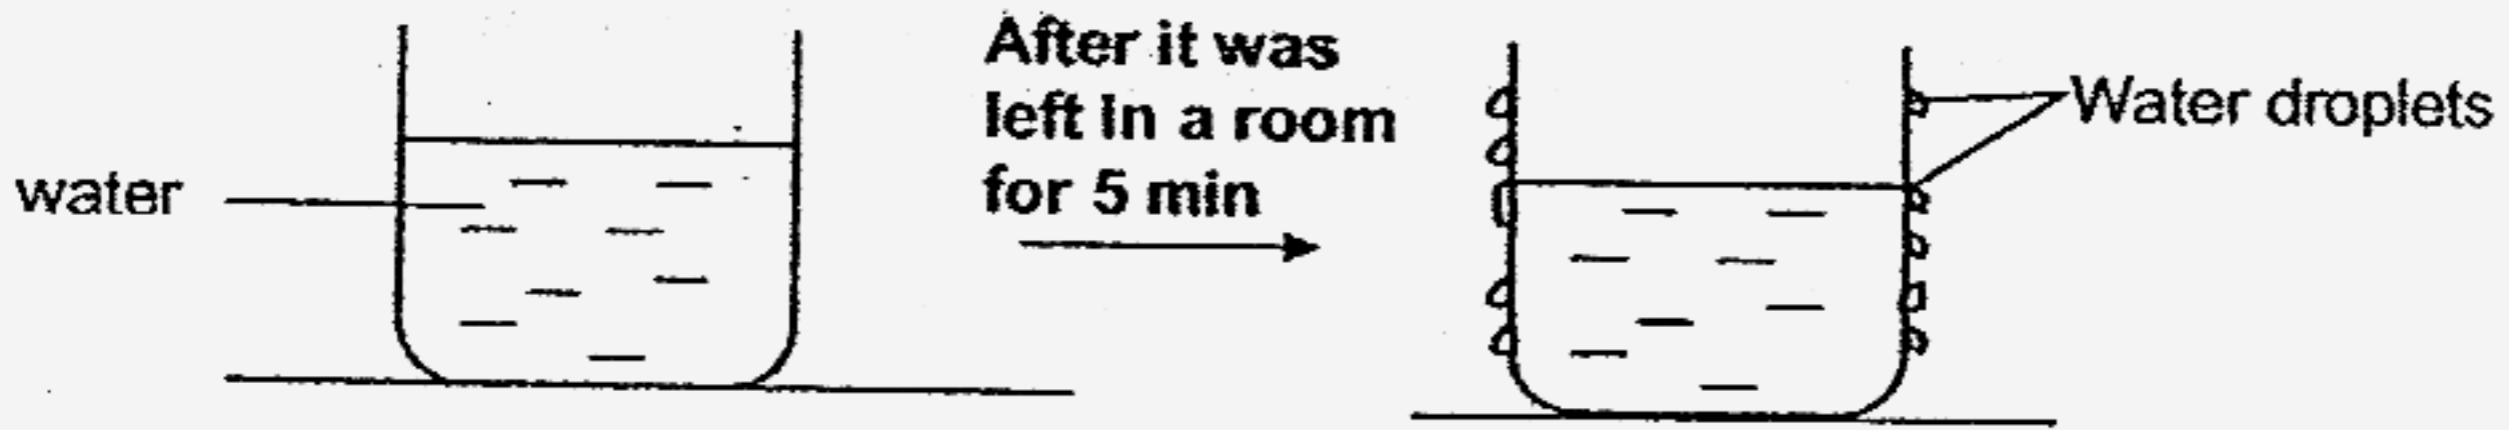 water
After it was
left in a room
for 5 min
Water droplets